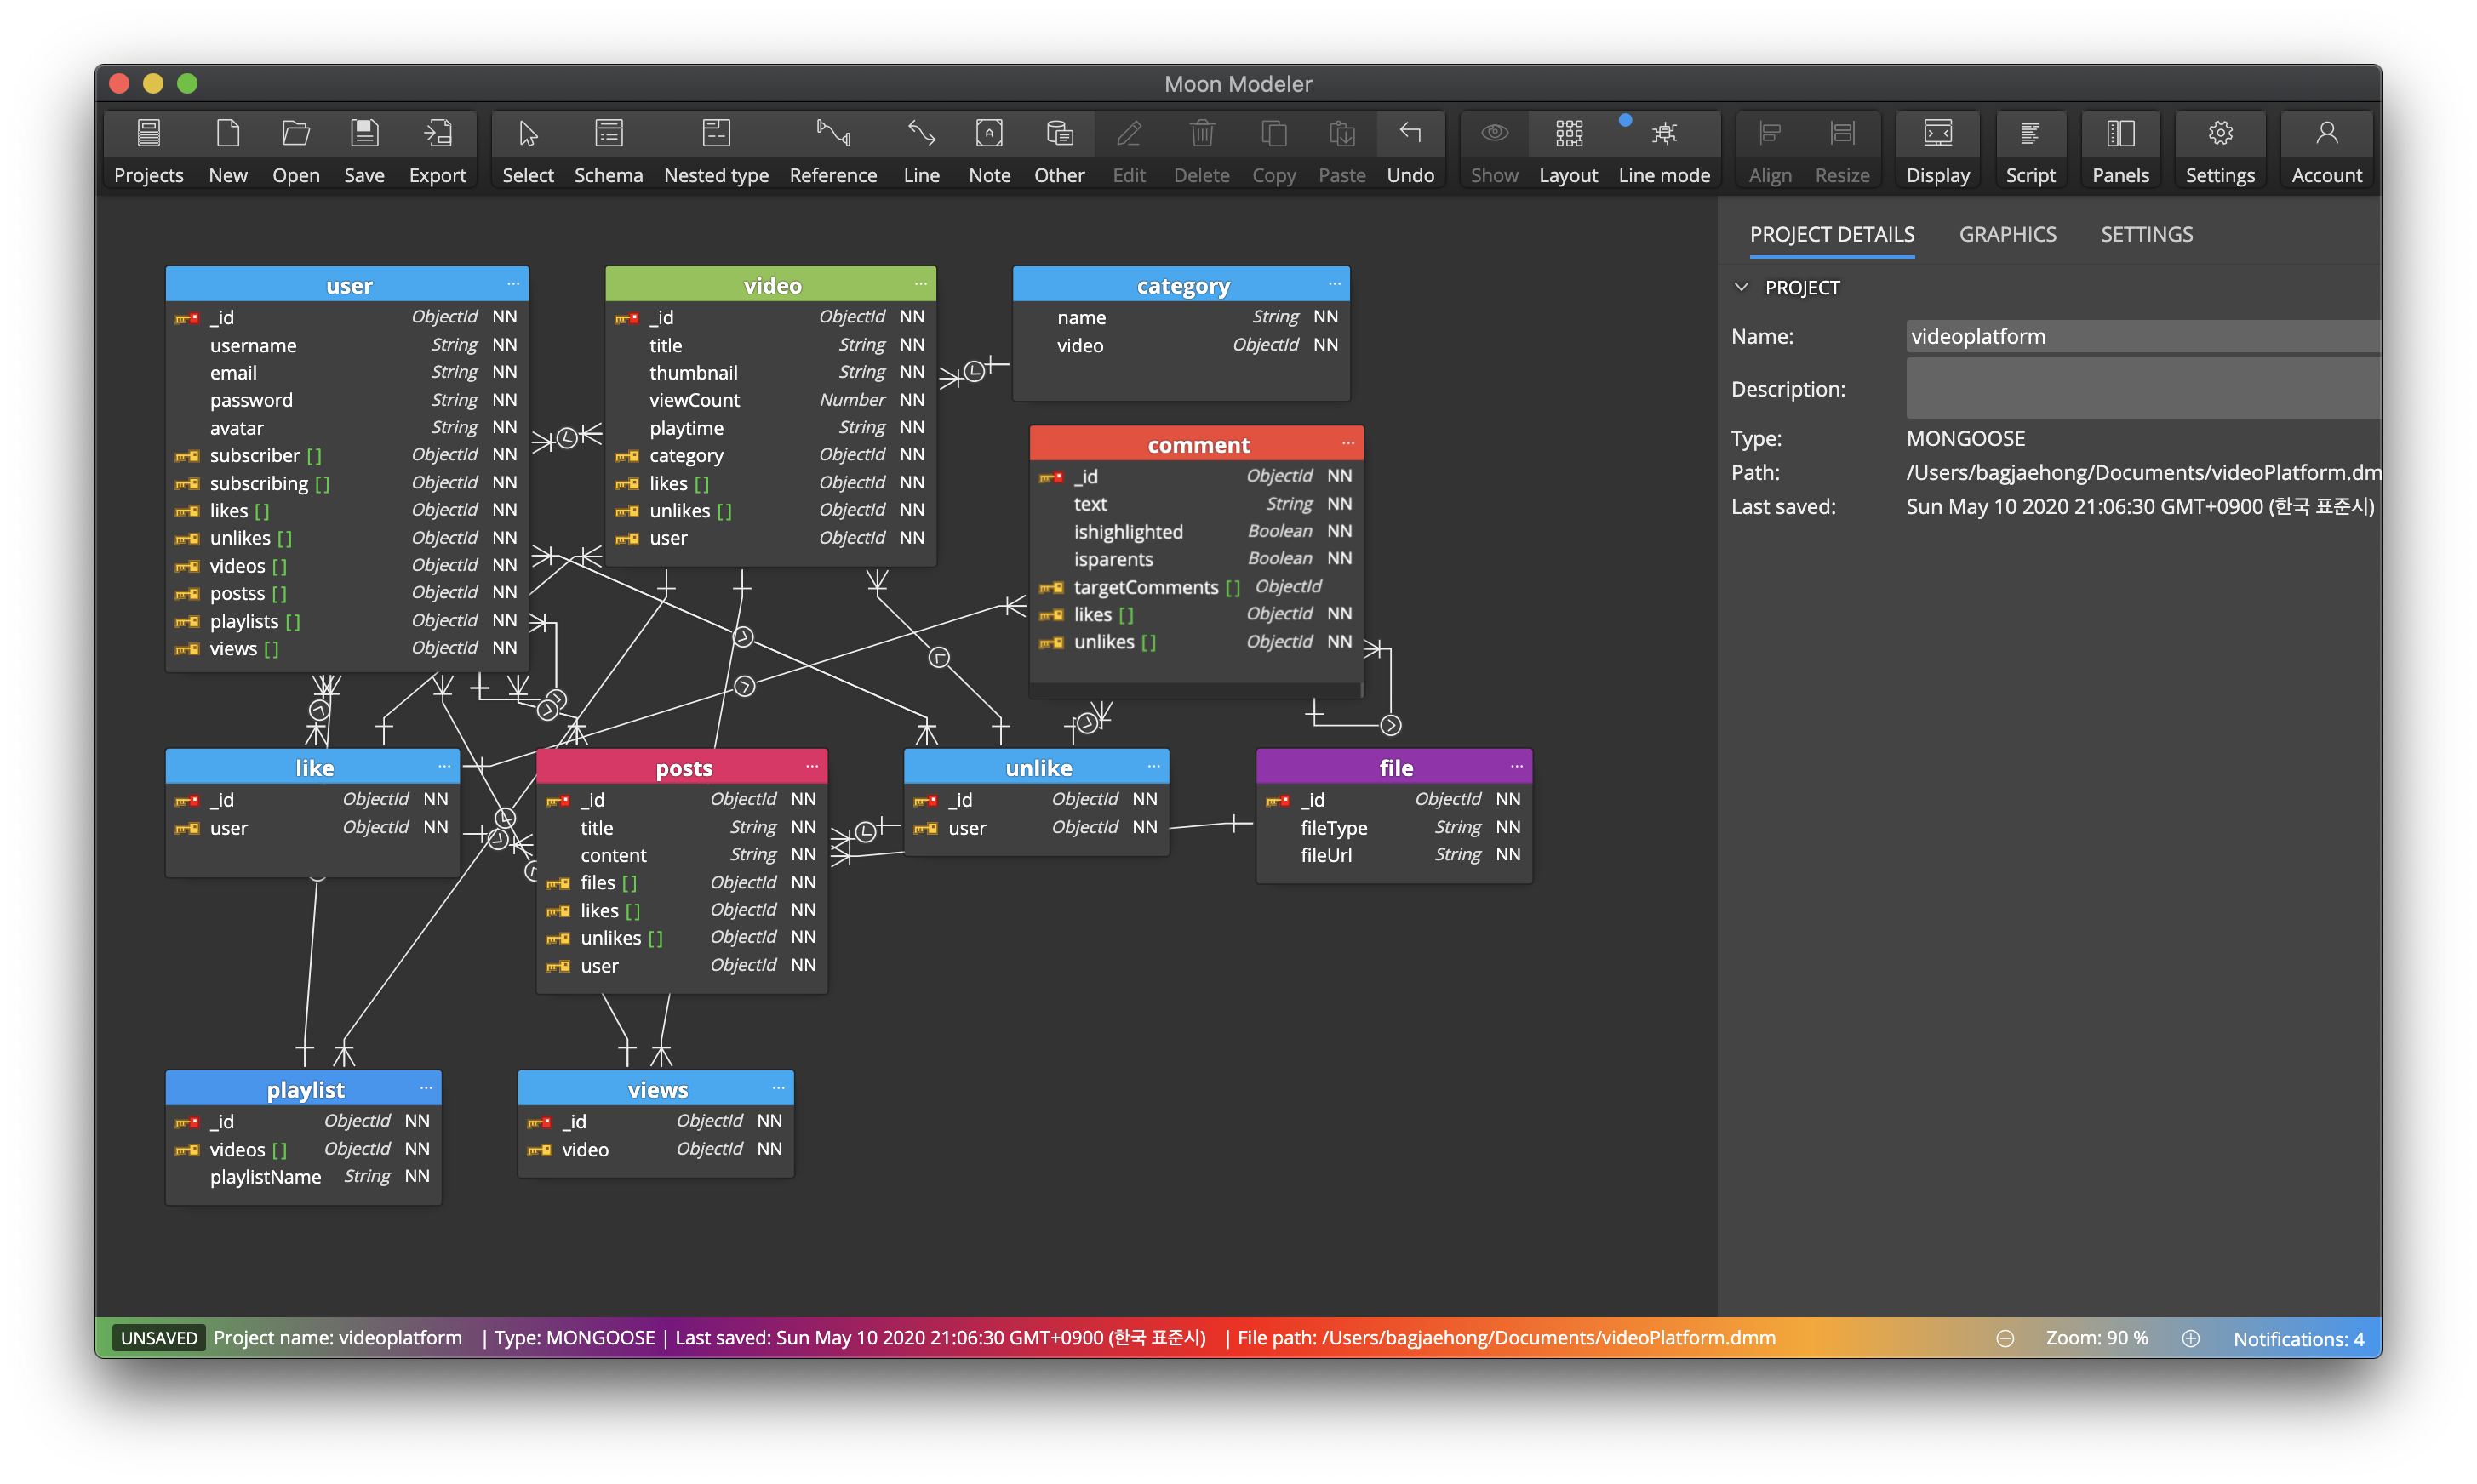 Moon Modeler
Projects New Open Save Export Select Schema Nested type Reference Line Note Other Edit Delete Copy Paste Undo Show Layout Line mode Align Resize Display Script Panels Settings Account
user ...
_id ObjectId NN
username String NN
email String NN
password String NN
avatar String NN
subscriber [] ObjectId NN
subscribing [] ObjectId NN
likes [] ObjectId NN
unlikes [] ObjectId NN
videos [] ObjectId NN
postss [] ObjectId NN
playlists [] ObjectId NN
views [] ObjectId NN
video ...
_id ObjectId NN
title String NN
thumbnail String NN
viewCount Number NN
playtime String NN
category ObjectId NN
likes [] ObjectId NN
unlikes [] ObjectId NN
user ObjectId NN
category ...
name String NN
video ObjectId NN
comment ...
_id ObjectId NN
text String NN
ishighlighted Boolean NN
isparents Boolean NN
targetComments [] ObjectId
likes [] ObjectId NN
unlikes [] ObjectId NN
like ...
_id ObjectId NN
user ObjectId NN
posts ...
_id ObjectId NN
title String NN
content String NN
files [] ObjectId NN
likes [] ObjectId NN
unlikes [] ObjectId NN
user ObjectId NN
unlike ...
_id ObjectId NN
user ObjectId NN
file ...
_id ObjectId NN
fileType String NN
fileUrl String NN
playlist ...
_id ObjectId NN
videos [] ObjectId NN
playlistName String NN
views ...
_id ObjectId NN
video ObjectId NN
PROJECT DETAILS GRAPHICS SETTINGS
PROJECT
Name: videoplatform
Description:
Type: MONGOOSE
Path: /Users/bagjaehong/Documents/videoPlatform.dm
Last saved: Sun May 10 2020 21:06:30 GMT+0900 (한국 표준시)
UNSAVED Project name: videoplatform | Type: MONGOOSE | Last saved: Sun May 10 2020 21:06:30 GMT+0900 (한국 표준시) | File path: /Users/bagjaehong/Documents/videoPlatform.dmm Zoom: 90 % Notifications: 4